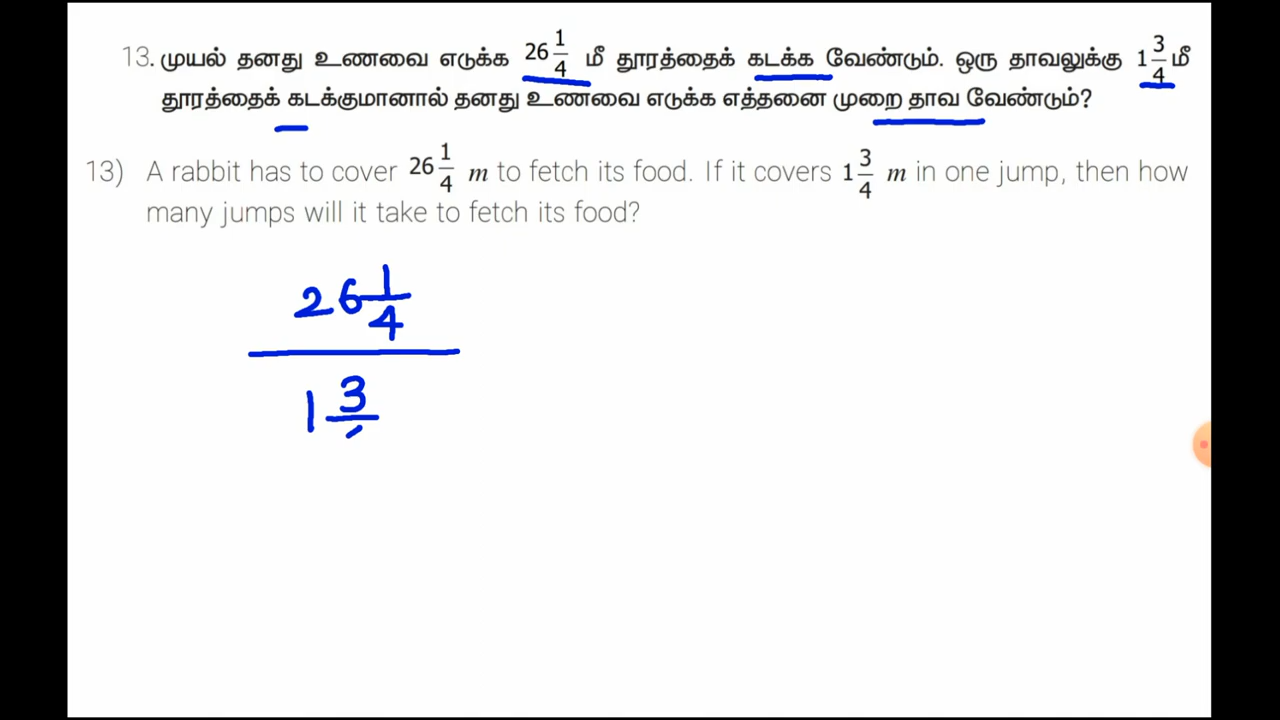 13. முயல் தனது உணவை எடுக்க 26 1/4 மீ தூரத்தைக் கடக்க வேண்டும். ஒரு தாவலுக்கு 1 3/4 மீ
தூரத்தைக் கடக்குமானால் தனது உணவை எடுக்க எத்தனை முறை தாவ வேண்டும்?
13) A rabbit has to cover 26 1/4 m to fetch its food. If it covers 1 3/4 m in one jump, then how
many jumps will it take to fetch its food?
26 1/4
1 3